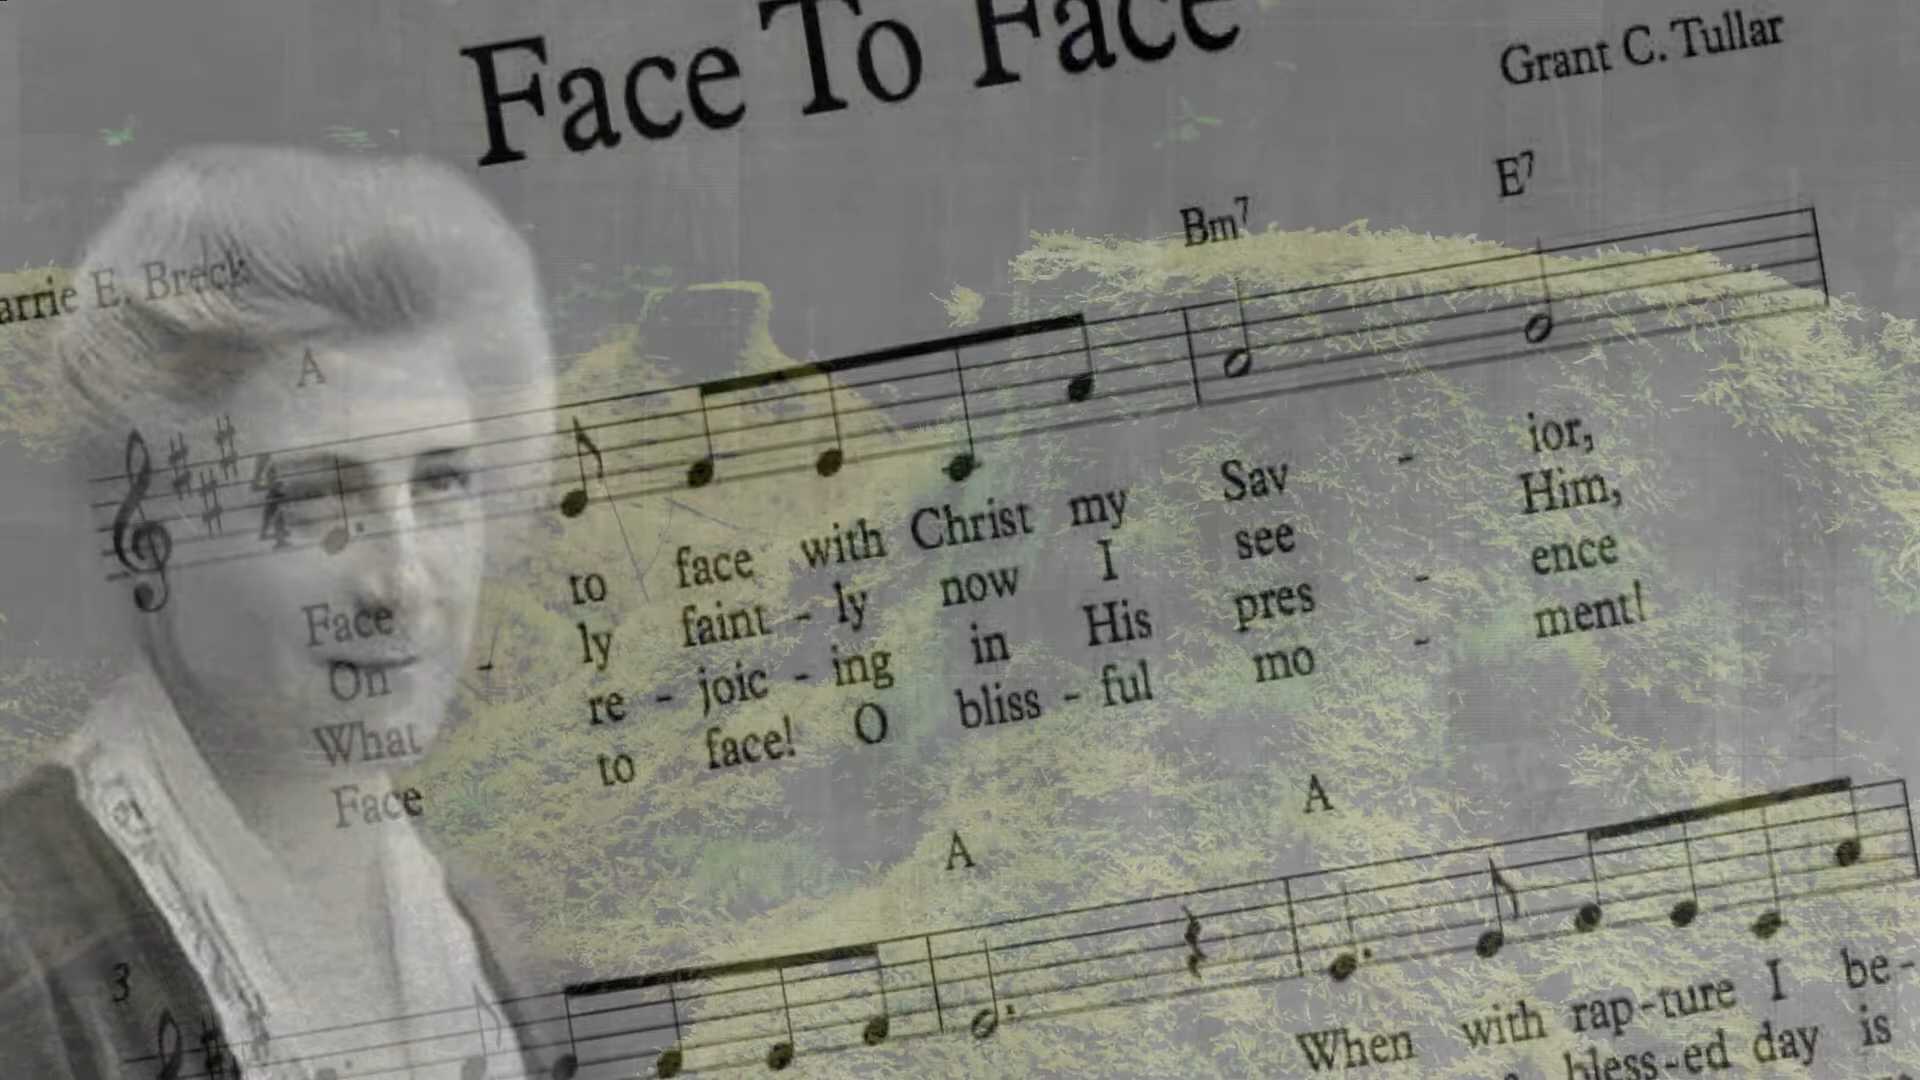 Face To Face
Grant C. Tullar
arrie E. Breck
A Bm7 E7
4
4
Face to face with Christ my Sav - ior,
On - ly faint - ly now I see Him,
What re - joic - ing in His pres - ence
Face to face! O bliss - ful mo - ment!
A A
3
When with rap-ture I be-
bless-ed day is